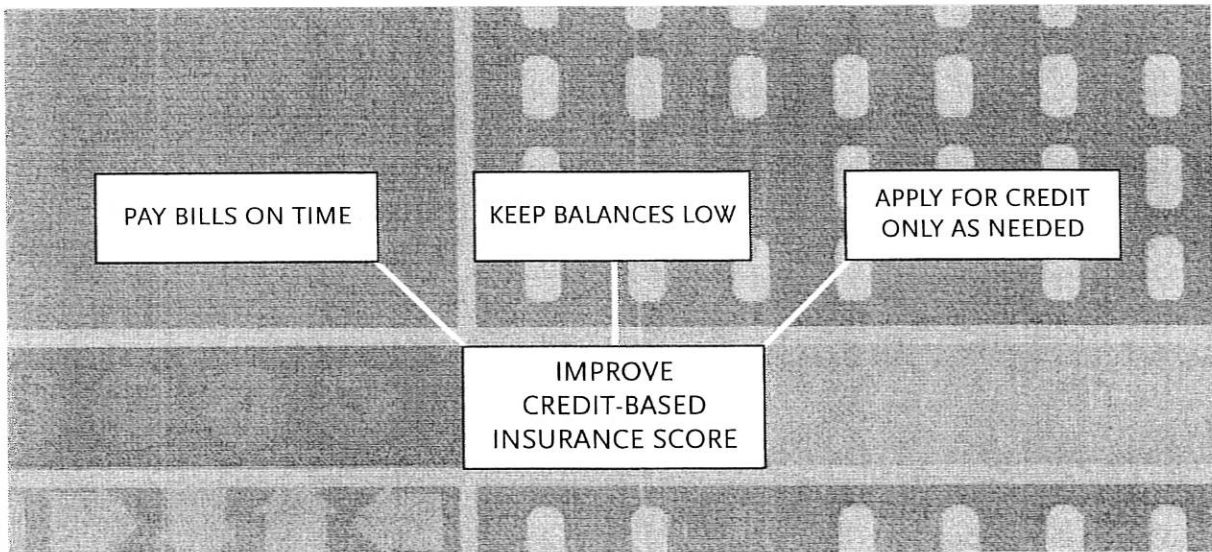 PAY BILLS ON TIME
KEEP BALANCES LOW
APPLY FOR CREDIT
ONLY AS NEEDED
IMPROVE
CREDIT-BASED
INSURANCE SCORE